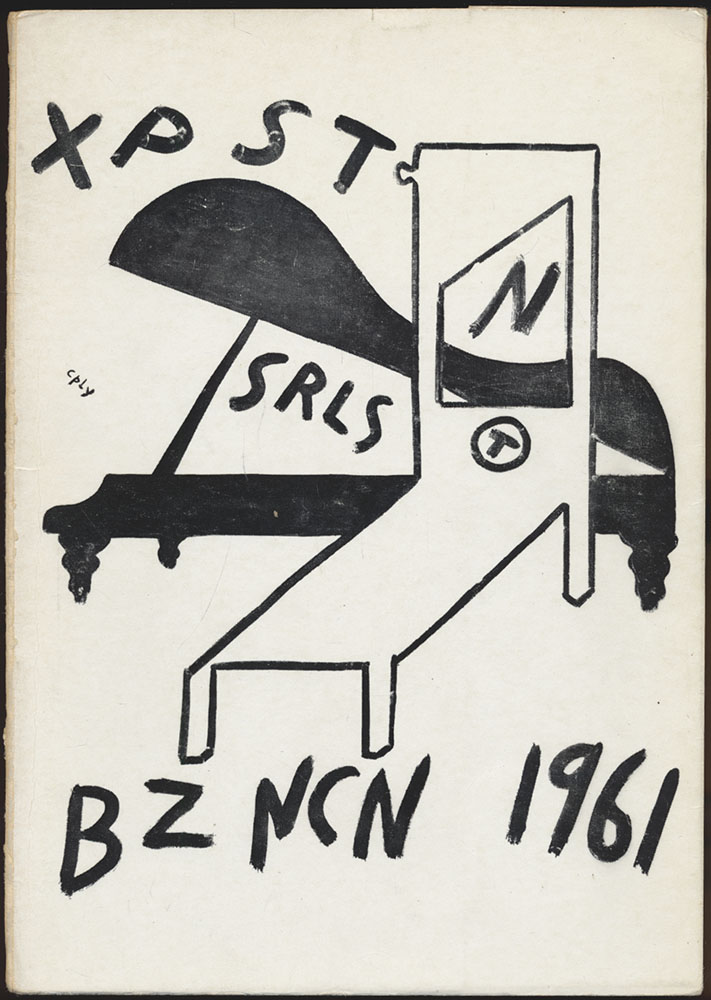 XPST
N
SRLS
T
CPLY
BZ NCN 1961